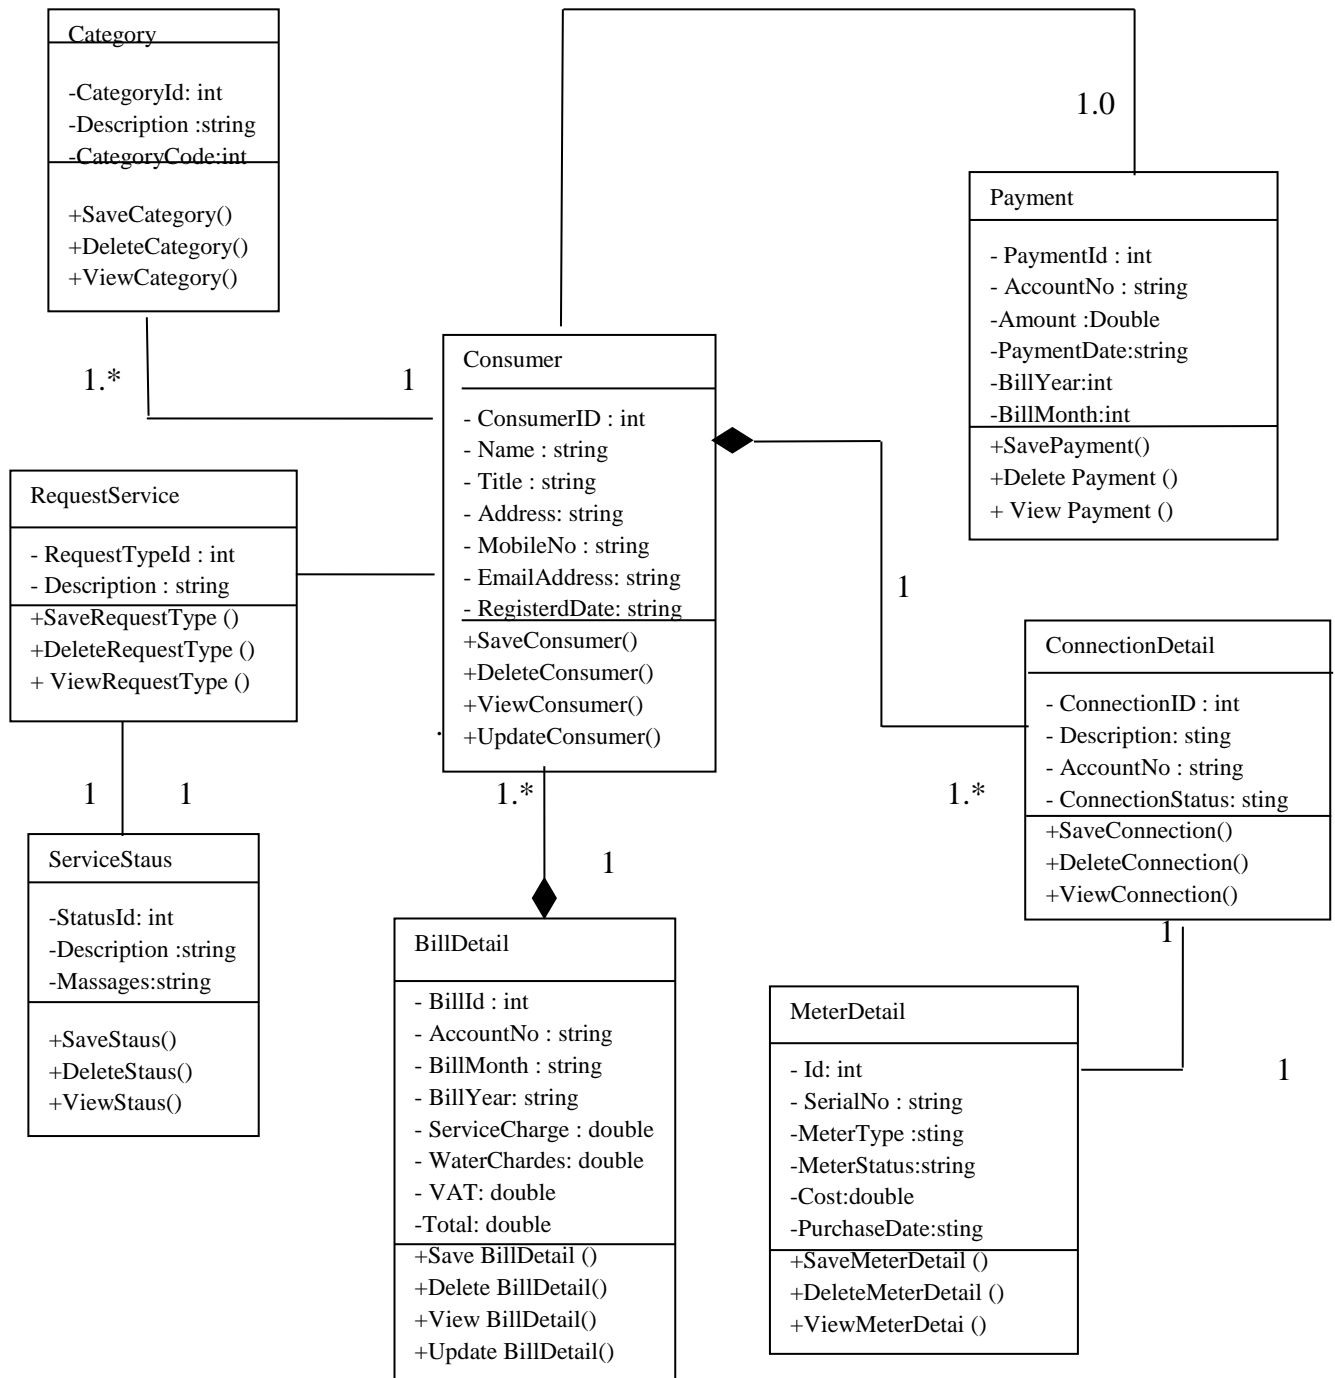 Category
-CategoryId: int
-Description :string
-CategoryCode:int
+SaveCategory()
+DeleteCategory()
+ViewCategory()
1.0
Payment
- PaymentId : int
- AccountNo : string
-Amount :Double
-PaymentDate:string
-BillYear:int
-BillMonth:int
+SavePayment()
+Delete Payment ()
+ View Payment ()
1.*
1
Consumer
- ConsumerID : int
- Name : string
- Title : string
- Address: string
- MobileNo : string
- EmailAddress: string
- RegisterdDate: string
+SaveConsumer()
+DeleteConsumer()
+ViewConsumer()
+UpdateConsumer()
.
RequestService
- RequestTypeId : int
- Description : string
+SaveRequestType ()
+DeleteRequestType ()
+ ViewRequestType ()
1
1.*
ConnectionDetail
- ConnectionID : int
- Description: sting
- AccountNo : string
- ConnectionStatus: sting
+SaveConnection()
+DeleteConnection()
+ViewConnection()
1
1
ServiceStaus
-StatusId: int
-Description :string
-Massages:string
+SaveStaus()
+DeleteStaus()
+ViewStaus()
1.*
1
BillDetail
- BillId : int
- AccountNo : string
- BillMonth : string
- BillYear: string
- ServiceCharge : double
- WaterChardes: double
- VAT: double
-Total: double
+Save BillDetail ()
+Delete BillDetail()
+View BillDetail()
+Update BillDetail()
1
1
MeterDetail
- Id: int
- SerialNo : string
-MeterType :sting
-MeterStatus:string
-Cost:double
-PurchaseDate:sting
+SaveMeterDetail ()
+DeleteMeterDetail ()
+ViewMeterDetai ()